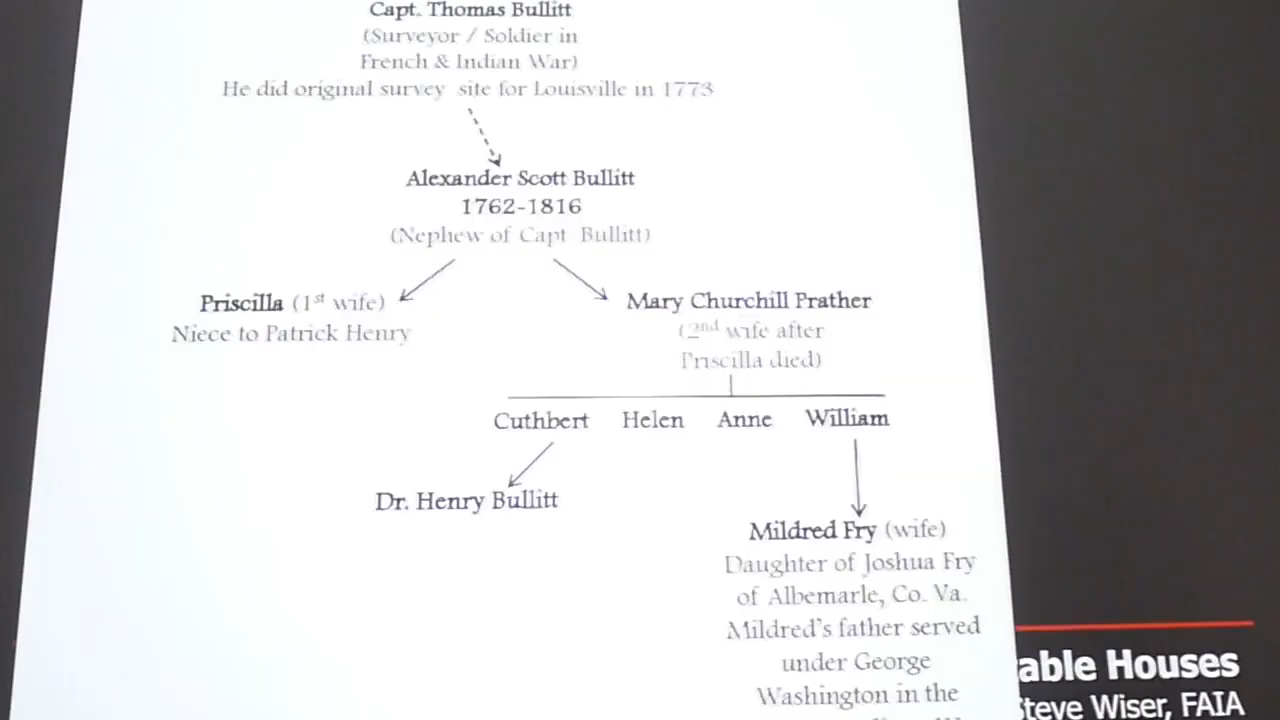 Capt. Thomas Bullitt
(Surveyor / Soldier in
French & Indian War)
He did original survey site for Louisville in 1773
Alexander Scott Bullitt
1762-1816
(Nephew of Capt Bullitt)
Priscilla (1st wife)
Niece to Patrick Henry
Mary Churchill Prather
(2nd wife after
Priscilla died)
Cuthbert Helen Anne William
Dr. Henry Bullitt
Mildred Fry (wife)
Daughter of Joshua Fry
of Albemarle, Co. Va.
Mildred's father served
under George
Washington in the
able Houses
Steve Wiser, FAIA